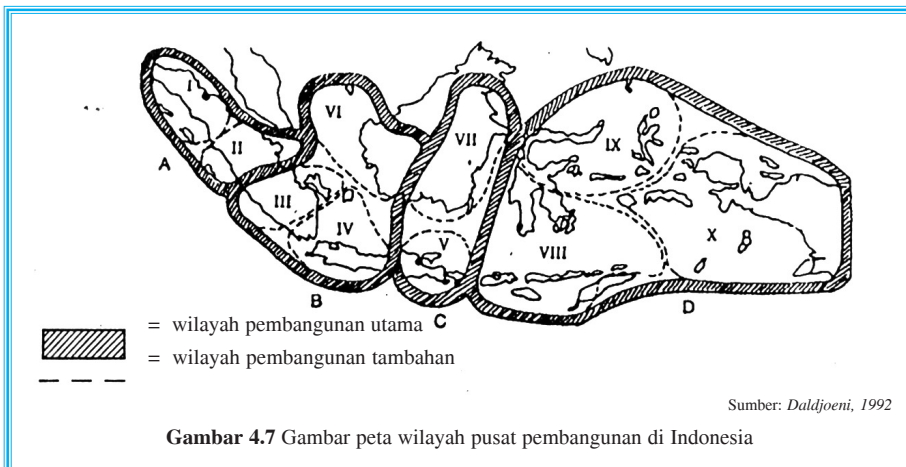 I
II
A
VI
III
IV
B
VII
V
C
IX
VIII
X
D
= wilayah pembangunan utama
= wilayah pembangunan tambahan
Sumber: Daldjoeni, 1992
Gambar 4.7 Gambar peta wilayah pusat pembangunan di Indonesia